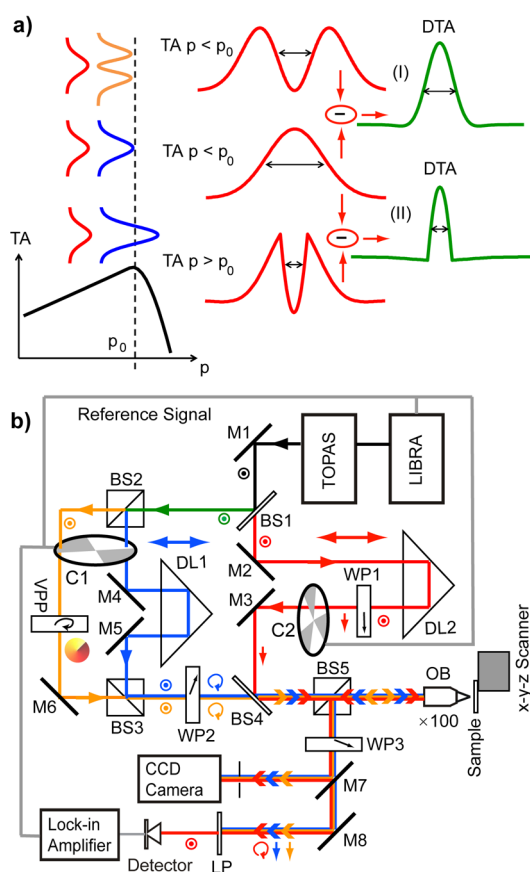 a)
TA p < p0
(I)
DTA
TA p < p0
(II)
DTA
TA p > p0
TA
p0
p
b)
Reference Signal
M1
TOPAS
LIBRA
BS2
BS1
C1
DL1
M2
WP1
VPP
M4
M3
C2
DL2
M5
BS5
OB
x-y-z Scanner
M6
BS3
WP2
BS4
×100
Sample
WP3
CCD
Camera
M7
Lock-in
Amplifier
M8
Detector
LP